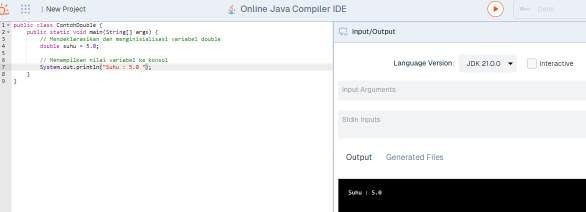 New Project
Online Java Compiler IDE
1 public class ContohDouble {
2 public static void main(String[] args) {
3 // Mendeklarasikan dan menginisialisasi variabel double
4 double suhu = 5.0;
5
6 // Menampilkan nilai variabel ke konsol
7 System.out.println("Suhu : 5.0 ");
8 }
9 }
Input/Output
Language Version: JDK 21.0.0 Interactive
Input Arguments
Stdin Inputs
Output Generated Files
Suhu : 5.0